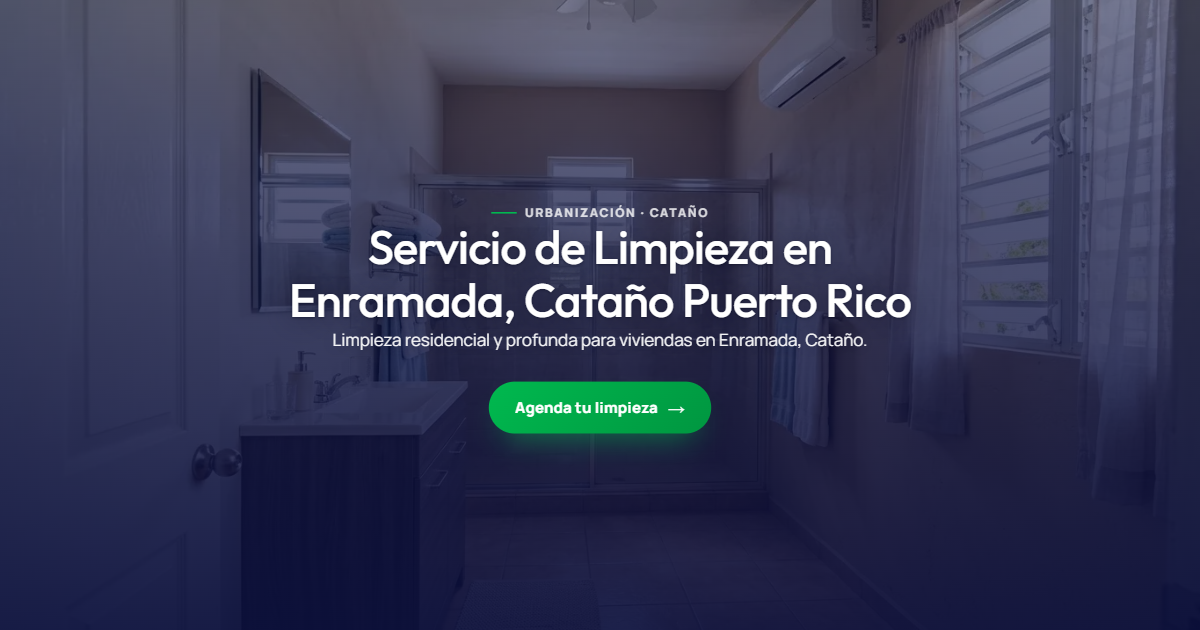 URBANIZACIÓN · CATAÑO
Servicio de Limpieza en
Enramada, Cataño Puerto Rico
Limpieza residencial y profunda para viviendas en Enramada, Cataño.
Agenda tu limpieza →